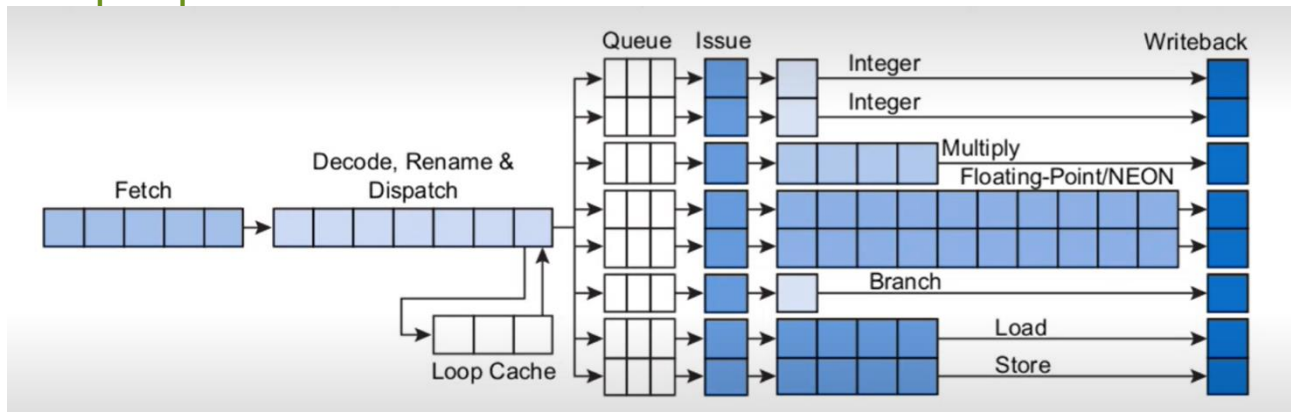 Queue
Issue
Writeback
Integer
Integer
Decode, Rename &
Dispatch
Multiply
Fetch
Floating-Point/NEON
Branch
Load
Store
Loop Cache